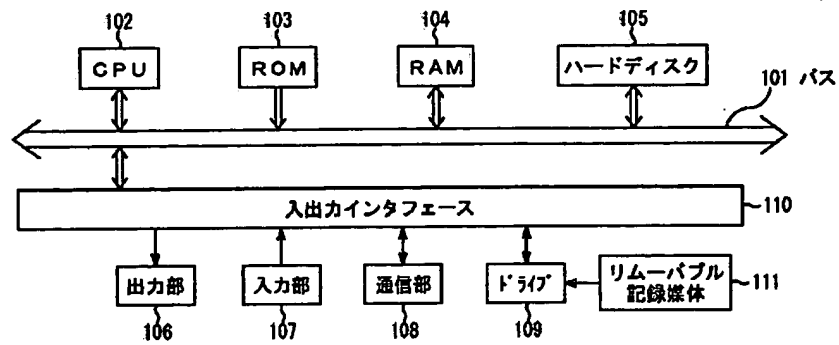 102
103
104
105
CPU
ROM
RAM
ハードディスク
101 バス
入出力インタフェース
110
出力部
入力部
通信部
ドライブ
リムーバブル
記録媒体
111
106
107
108
109